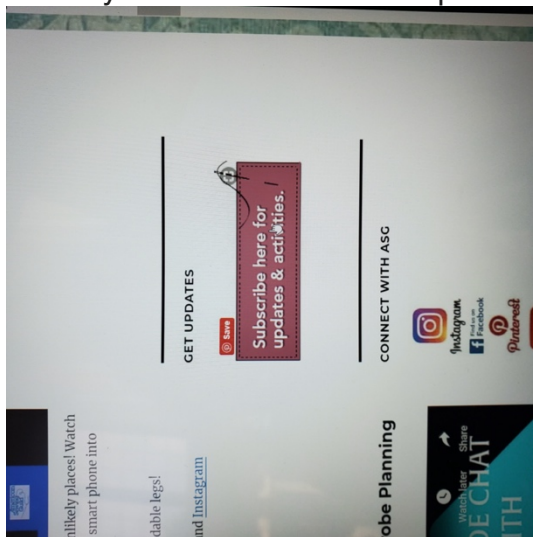 nlikely places! Watch
smart phone into
dable legs!
nd Instagram
GET UPDATES
Save
Subscribe here for
updates & activities.
CONNECT WITH ASG
Instagram
Find us on
Facebook
Pinterest
obe Planning
Watch later
Share
DE CHAT
ITH